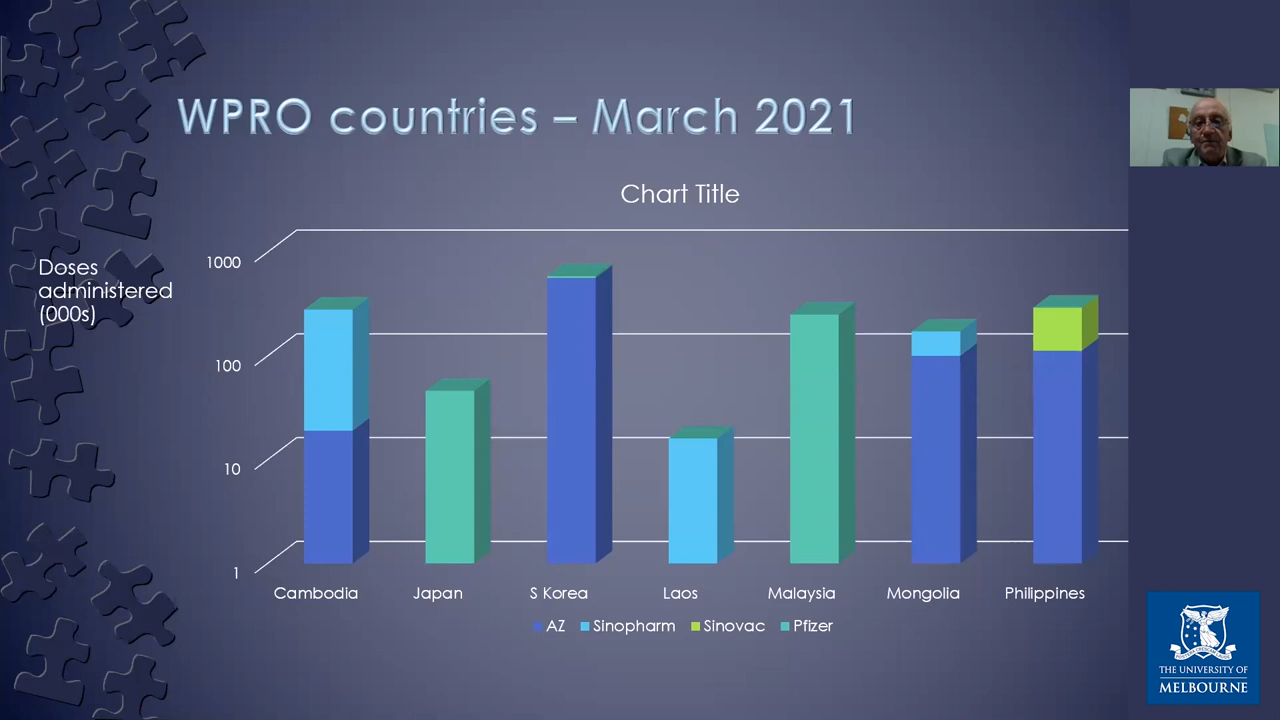 WPRO countries – March 2021
Chart Title
Doses
administered
(000s)
1000
100
10
1
Cambodia Japan S Korea Laos Malaysia Mongolia Philippines
AZ Sinopharm Sinovac Pfizer
THE UNIVERSITY OF
MELBOURNE